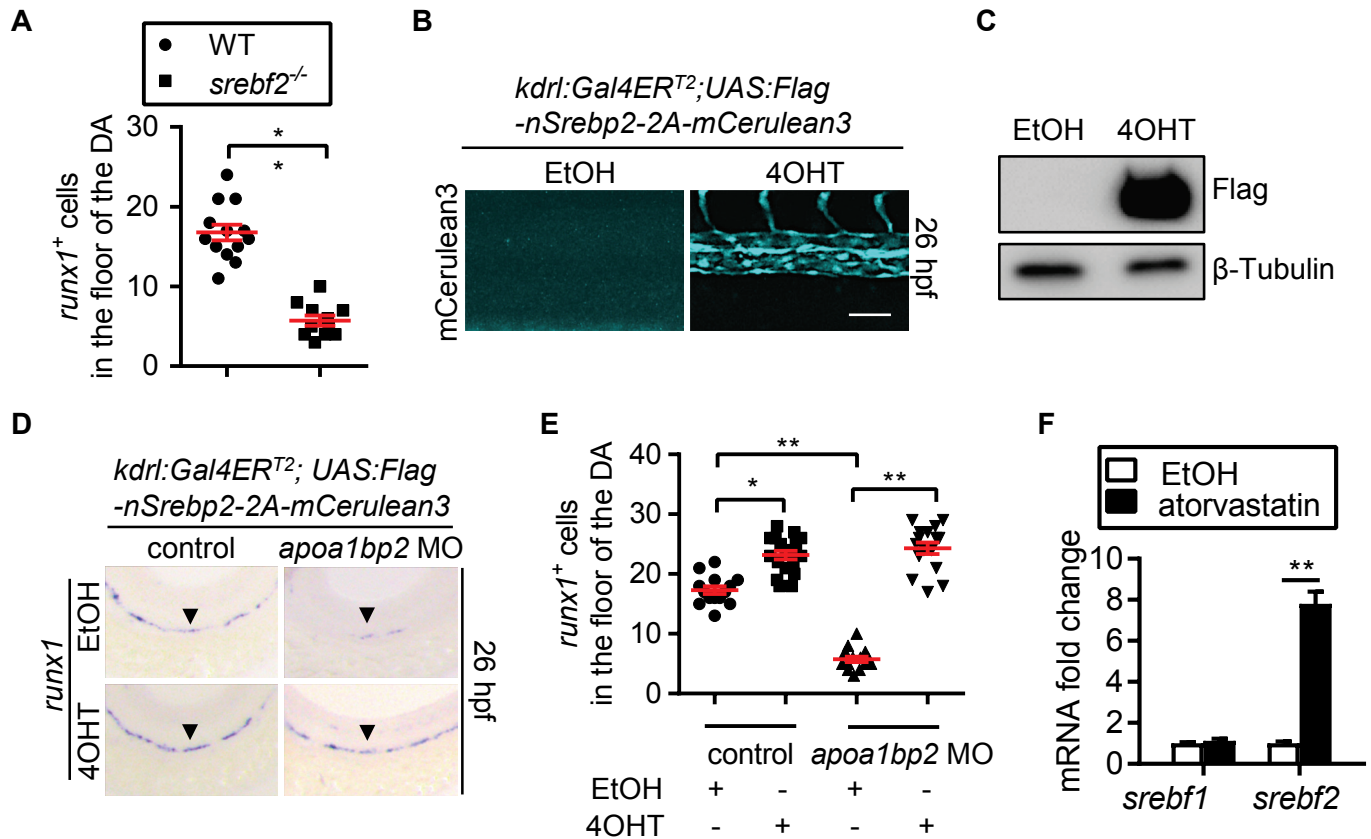 A
WT
srebf2-/-
runx1+ cells
in the floor of the DA
30
20
10
0
*
*
B
kdrl:Gal4ERT2;UAS:Flag
-nSrebp2-2A-mCerulean3
EtOH 4OHT
mCerulean3
26 hpf
C
EtOH 4OHT
Flag
β-Tubulin
D
kdrl:Gal4ERT2; UAS:Flag
-nSrebp2-2A-mCerulean3
control apoa1bp2 MO
runx1
EtOH
4OHT
26 hpf
E
runx1+ cells
in the floor of the DA
40
30
20
10
0
**
* **
control apoa1bp2 MO
EtOH + - + -
4OHT - + - +
F
EtOH
atorvastatin
mRNA fold change
10
8
6
4
2
0
**
srebf1 srebf2